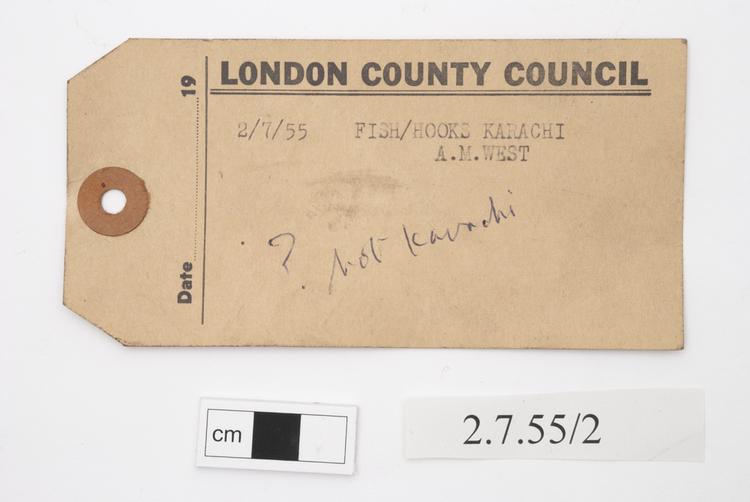 LONDON COUNTY COUNCIL
Date 19
2/7/55 FISH/HOOKS KARACHI
A.M.WEST
? not Karachi
cm
2.7.55/2